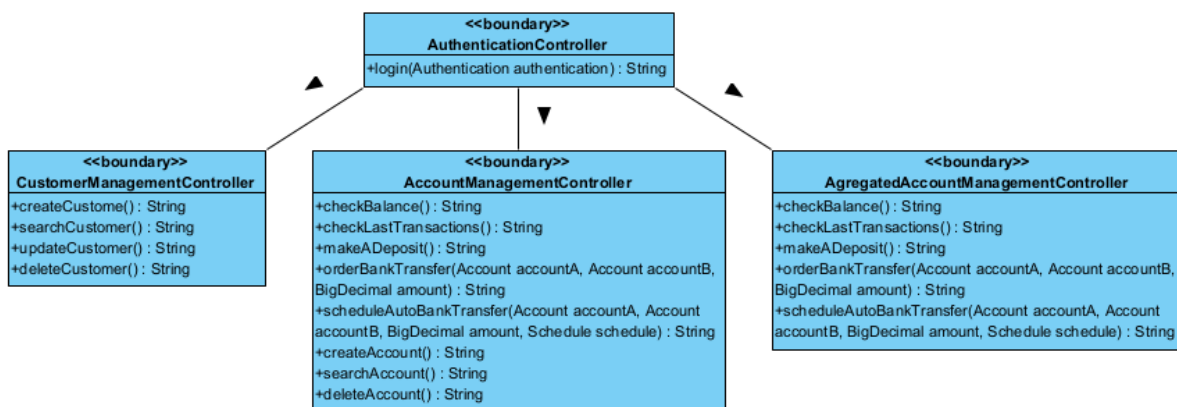 <<boundary>>
AuthenticationController
+login(Authentication authentication) : String
<<boundary>>
CustomerManagementController
+createCustome() : String
+searchCustomer() : String
+updateCustomer() : String
+deleteCustomer() : String
<<boundary>>
AccountManagementController
+checkBalance() : String
+checkLastTransactions() : String
+makeADeposit() : String
+orderBankTransfer(Account accountA, Account accountB,
BigDecimal amount) : String
+scheduleAutoBankTransfer(Account accountA, Account
accountB, BigDecimal amount, Schedule schedule) : String
+createAccount() : String
+searchAccount() : String
+deleteAccount() : String
<<boundary>>
AgregatedAccountManagementController
+checkBalance() : String
+checkLastTransactions() : String
+makeADeposit() : String
+orderBankTransfer(Account accountA, Account accountB,
BigDecimal amount) : String
+scheduleAutoBankTransfer(Account accountA, Account
accountB, BigDecimal amount, Schedule schedule) : String